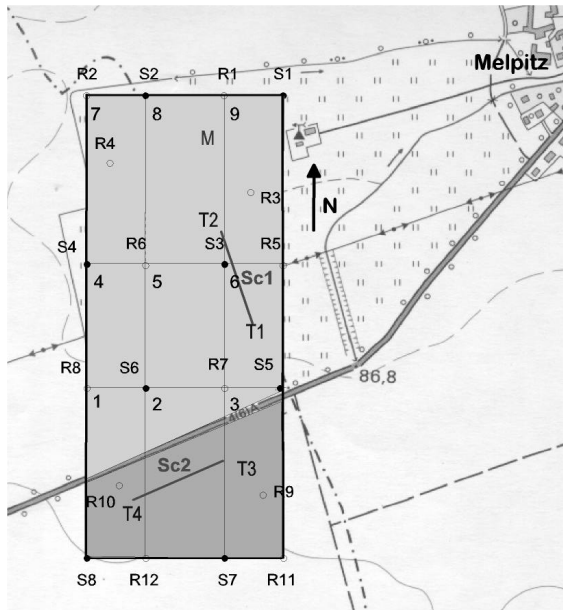 Melpitz
R2 S2 R1 S1
7 8 9
M
R4
R3
N
T2
S4 R6 S3 R5
4 5 6
Sc1
T1
R8 S6 R7 S5
86,8
1 2 3
4(6)A
Sc2 T3
R10 R9
T4
S8 R12 S7 R11